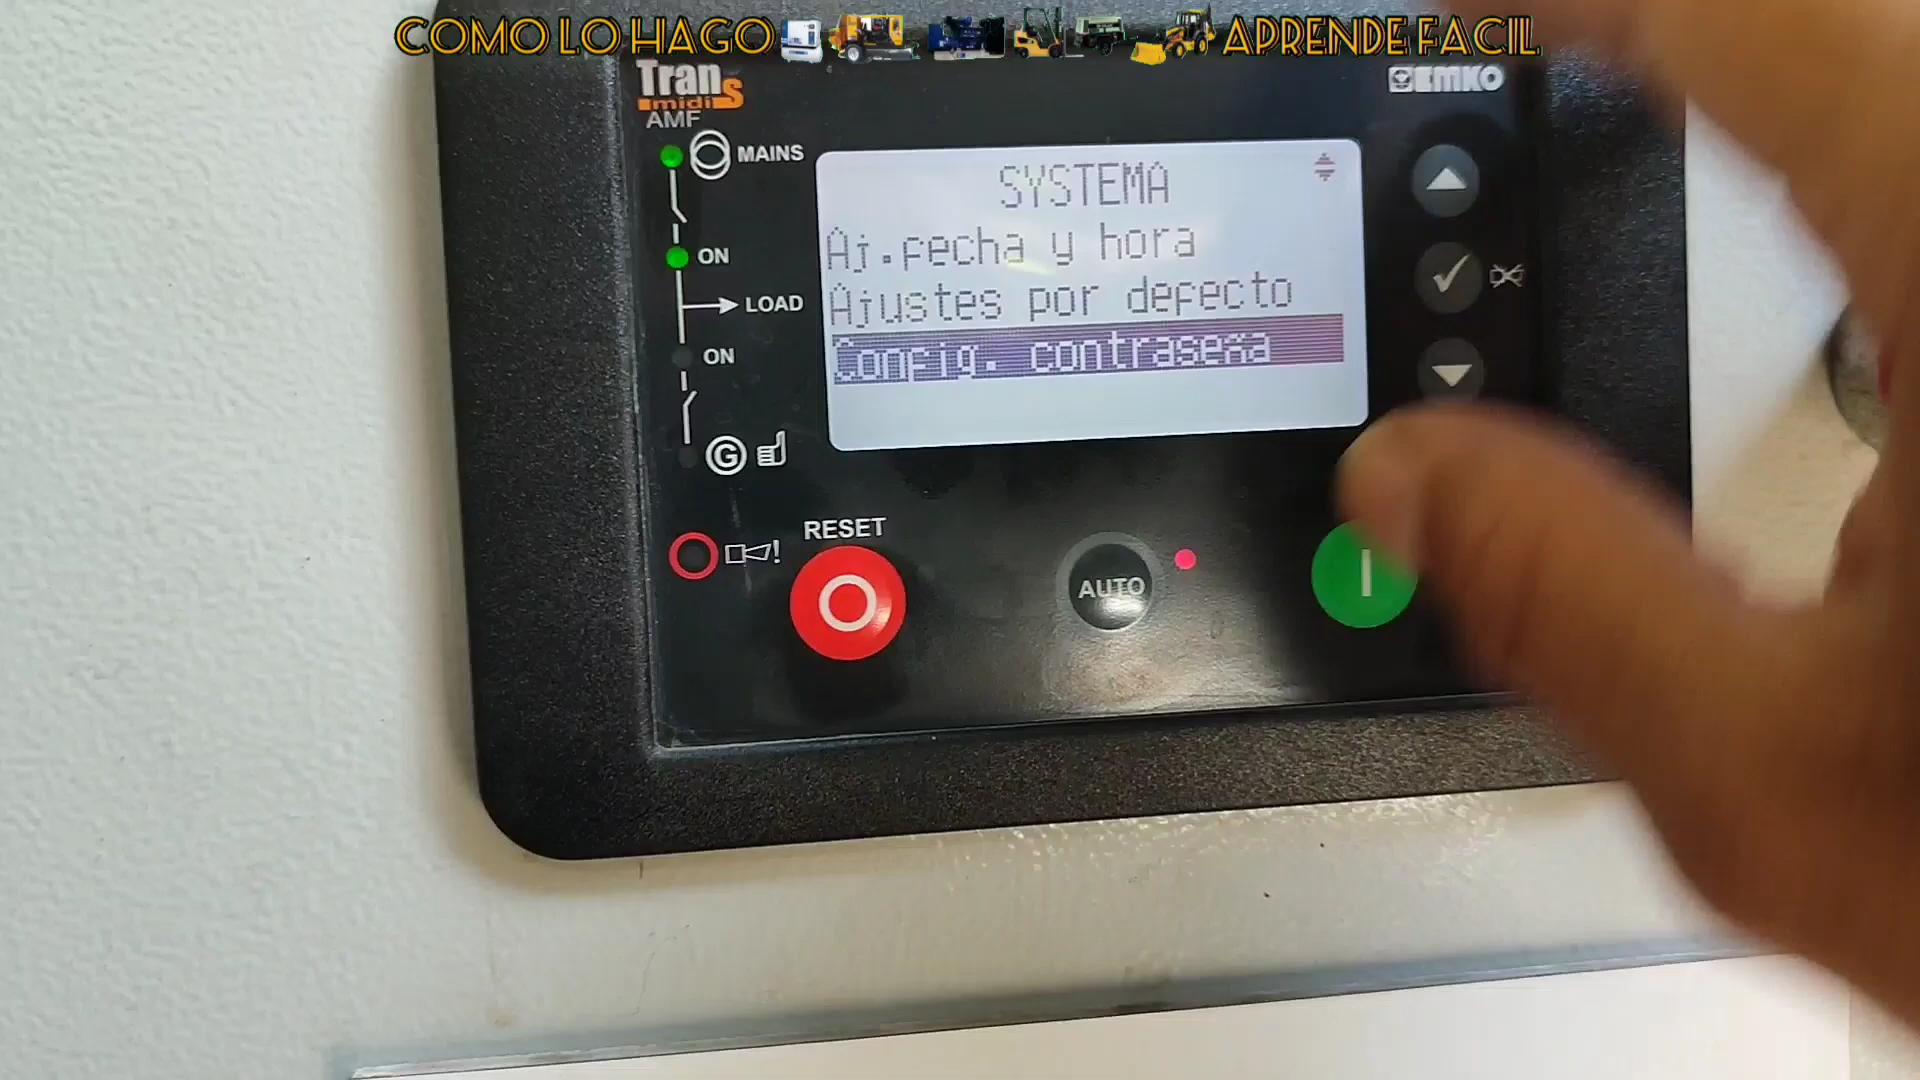 COMO LO HAGO APRENDE FACIL
Trans
midi
AMF
EMKO
MAINS
ON
LOAD
ON
G
SYSTEMA
Aj.fecha y hora
Ajustes por defecto
Config. contraseña
RESET
AUTO